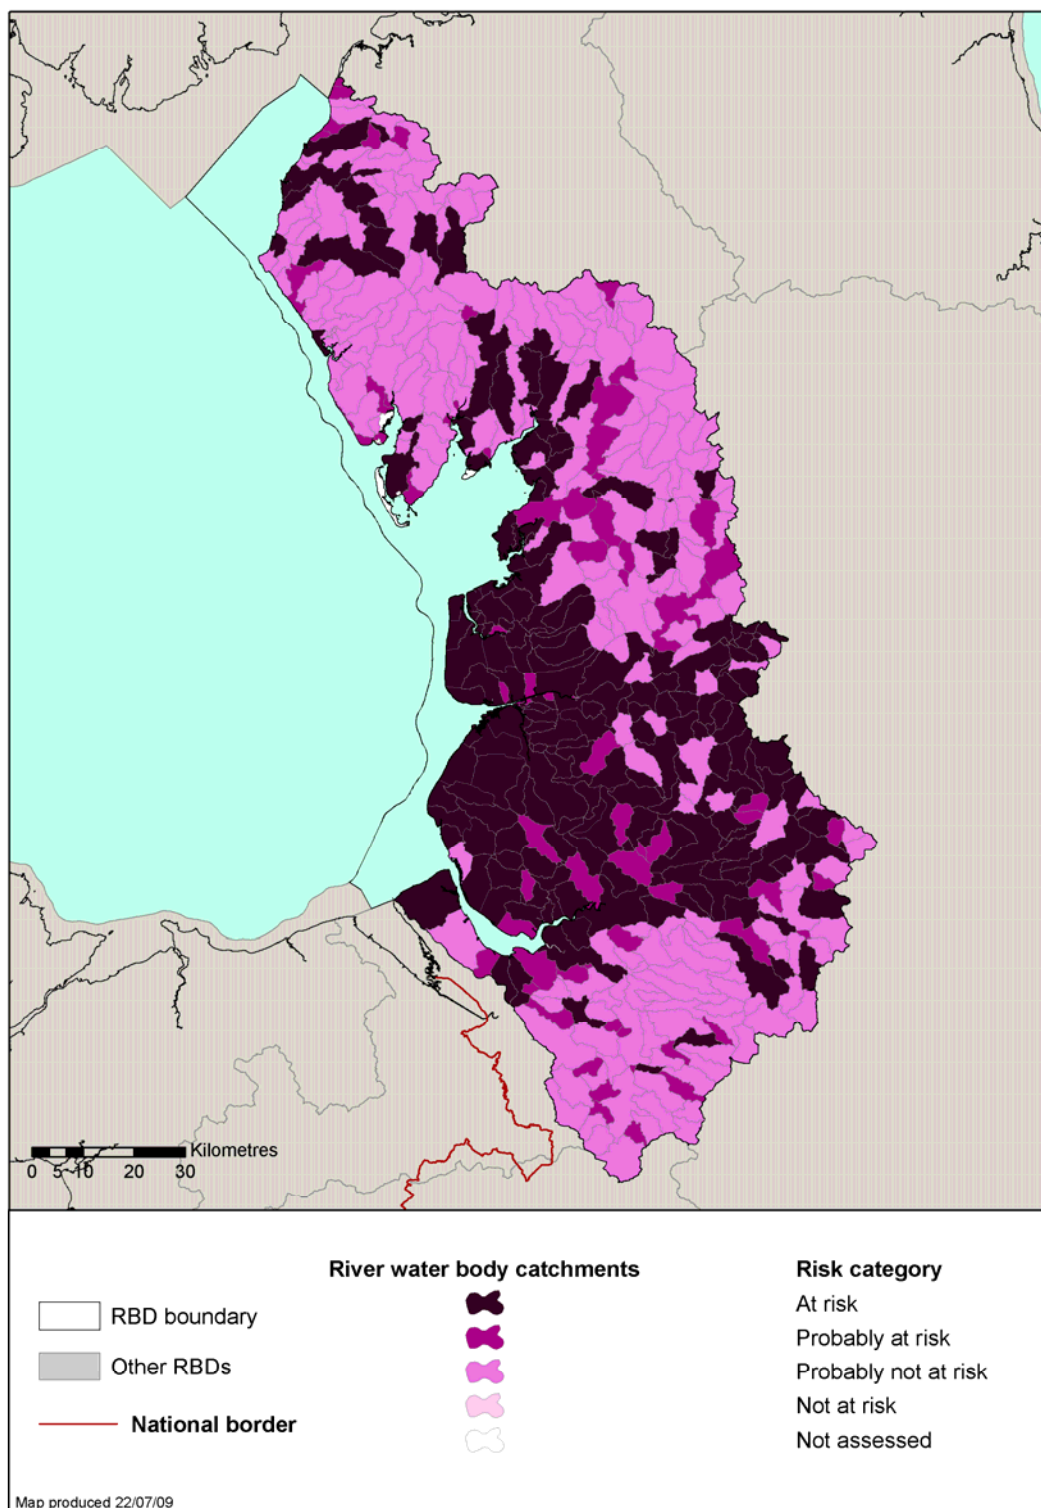 Kilometres
0 5 10 20 30
River water body catchments
Risk category
RBD boundary
Other RBDs
National border
At risk
Probably at risk
Probably not at risk
Not at risk
Not assessed
Map produced 22/07/09